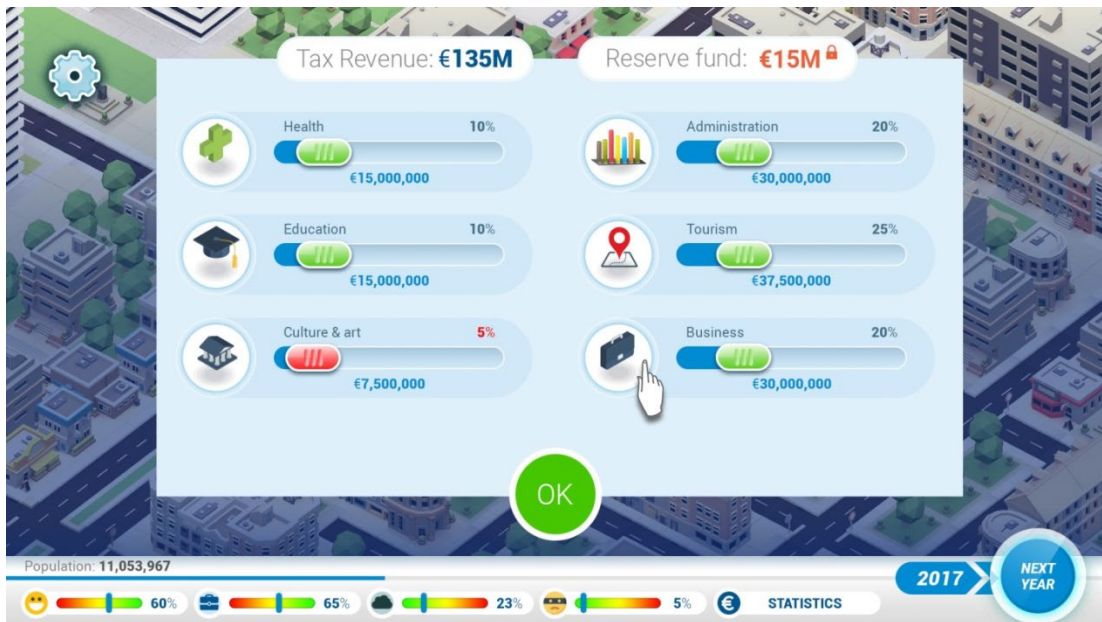 Tax Revenue: €135M
Reserve fund: €15M
Health 10%
€15,000,000
Administration 20%
€30,000,000
Education 10%
€15,000,000
Tourism 25%
€37,500,000
Culture & art 5%
€7,500,000
Business 20%
€30,000,000
OK
Population: 11,053,967
2017
NEXT
YEAR
60%
65%
23%
5%
€
STATISTICS